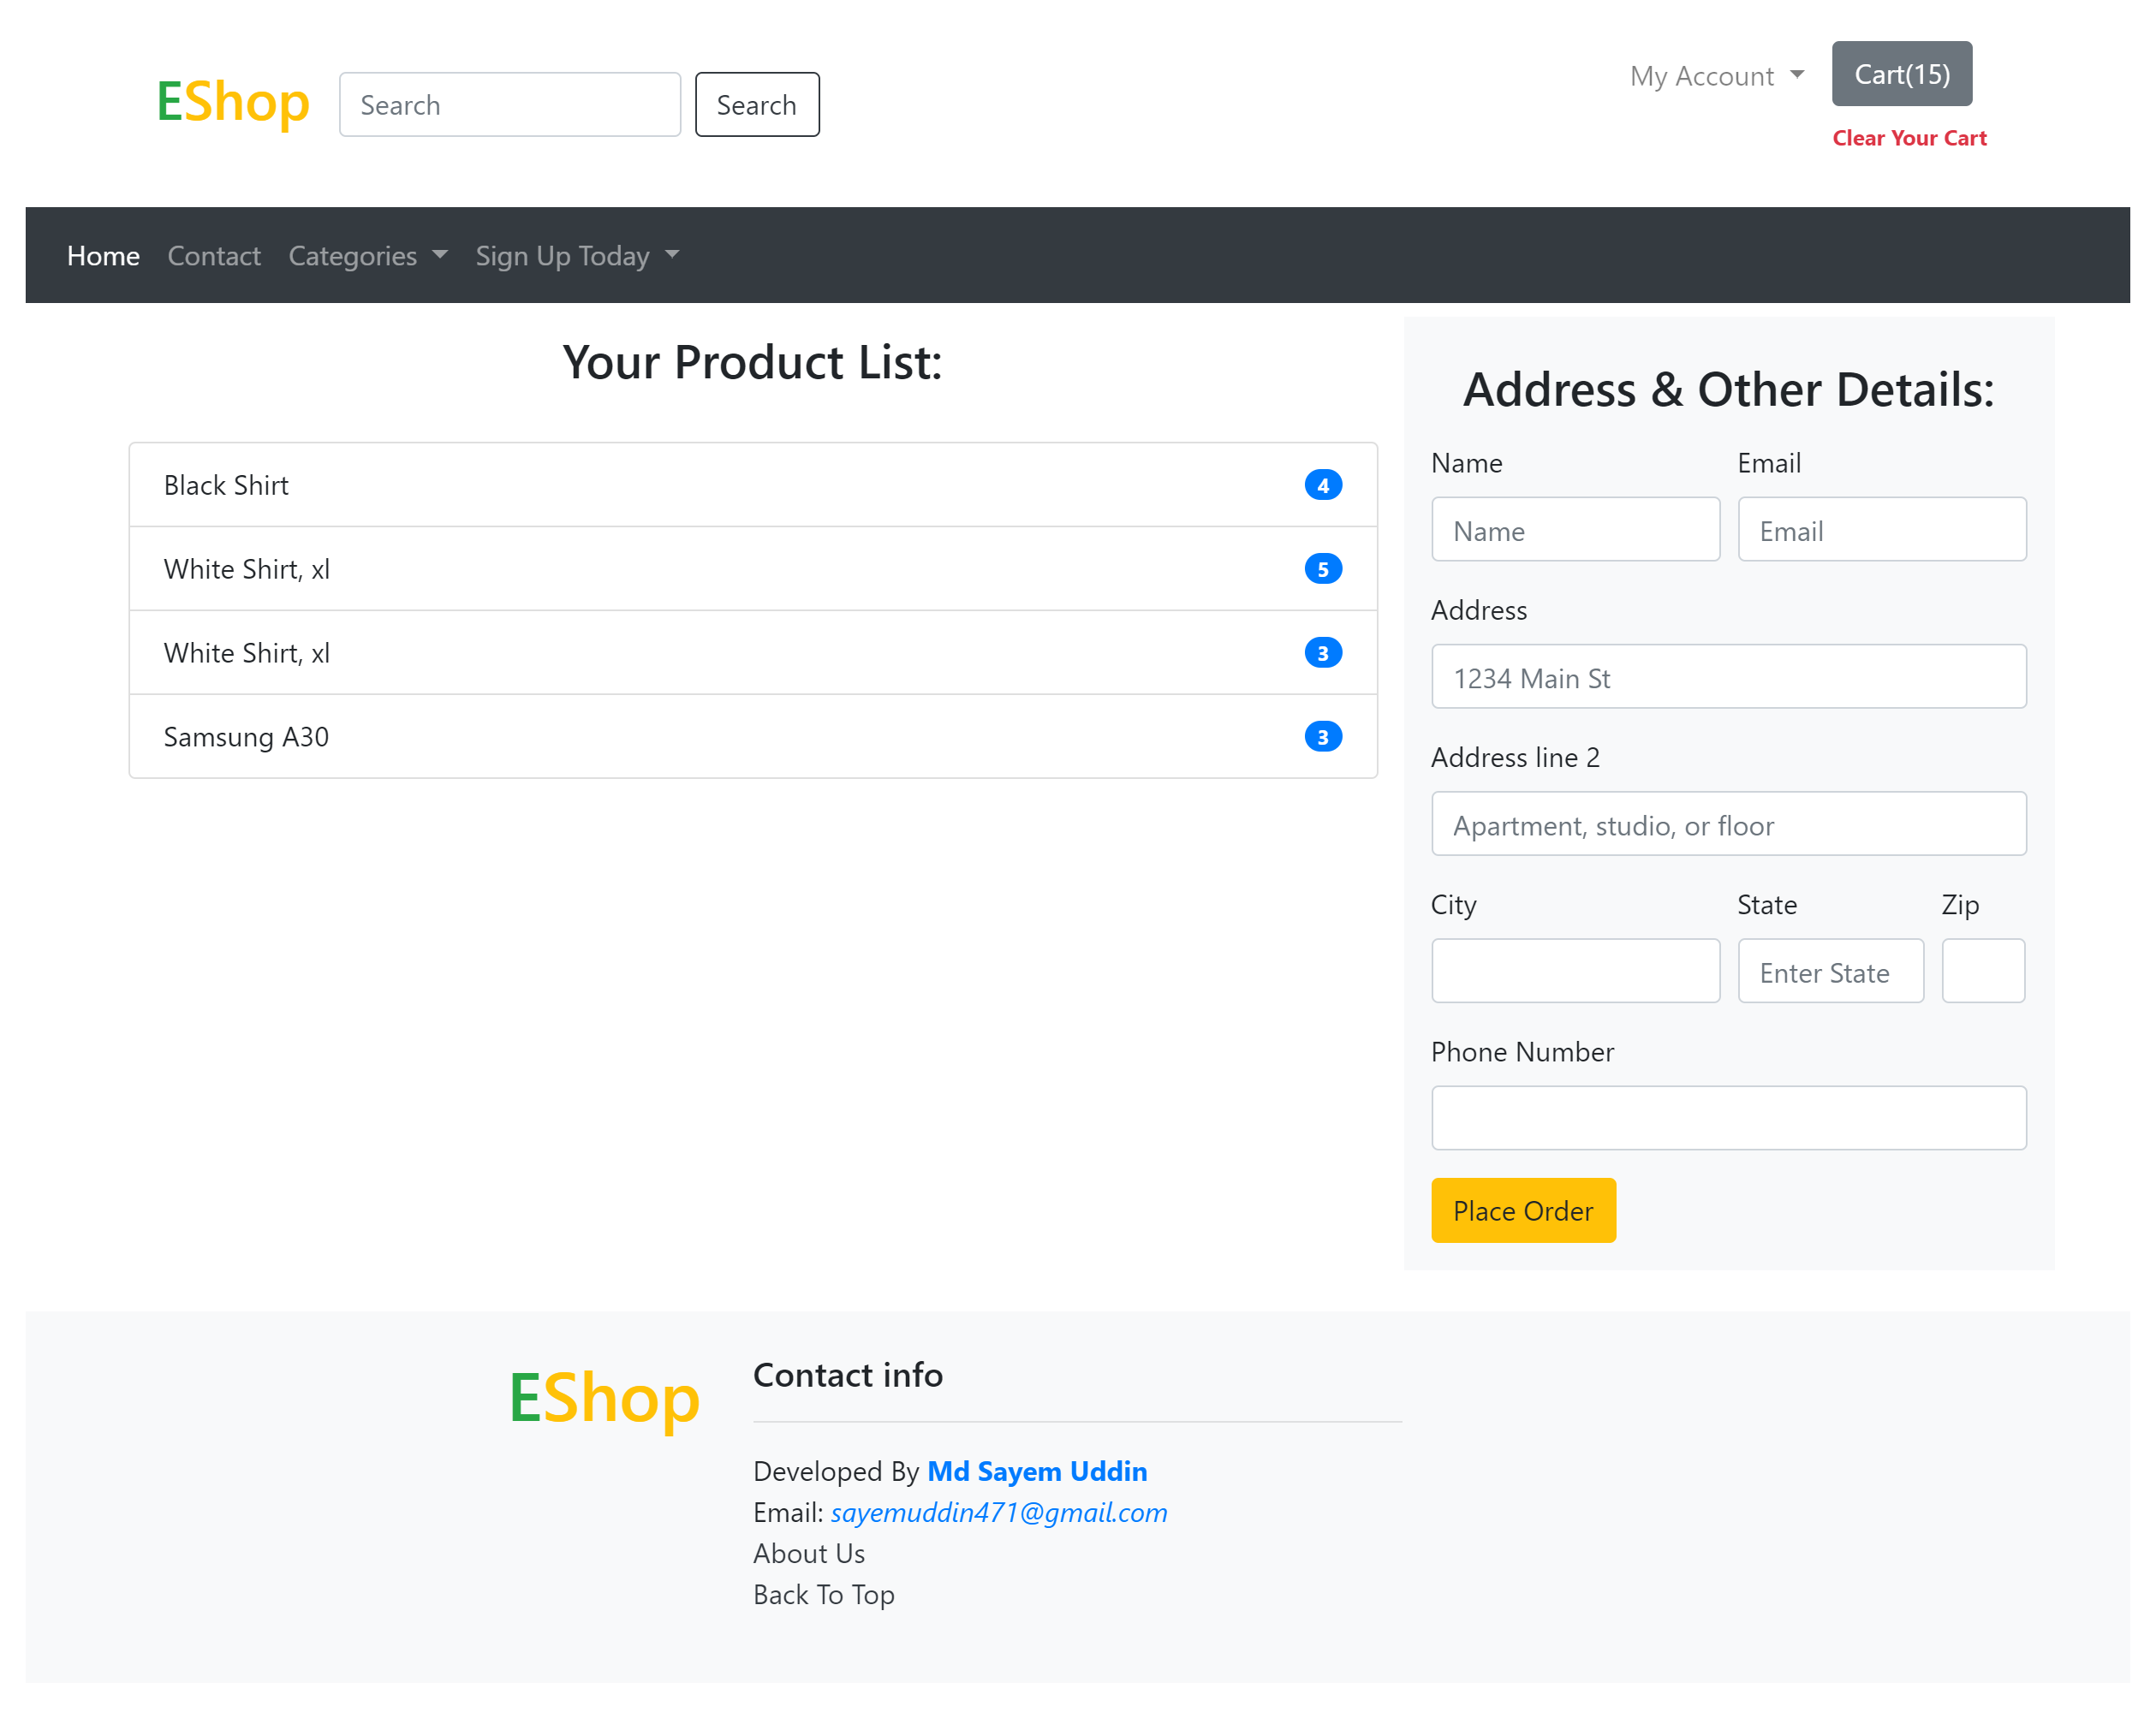 EShop
Search
Search
My Account
Cart(15)
Clear Your Cart
Home Contact Categories Sign Up Today
Your Product List:
Black Shirt 4
White Shirt, xl 5
White Shirt, xl 3
Samsung A30 3
Address & Other Details:
Name Email
Name Email
Address
1234 Main St
Address line 2
Apartment, studio, or floor
City State Zip
Enter State
Phone Number
Place Order
EShop
Contact info
Developed By Md Sayem Uddin
Email: sayemuddin471@gmail.com
About Us
Back To Top